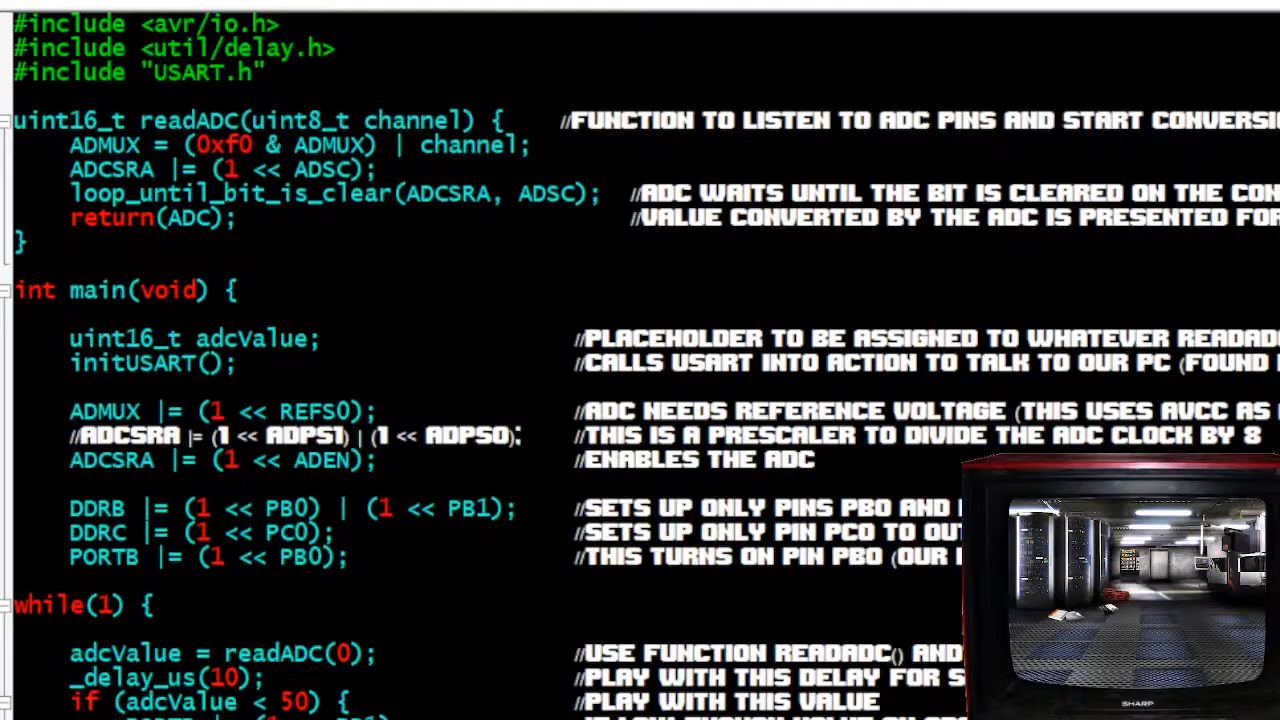 #include <avr/io.h>
#include <util/delay.h>
#include "USART.h"
uint16_t readADC(uint8_t channel) { //FUNCTION TO LISTEN TO ADC PINS AND START
ADMUX = (0xf0 & ADMUX) | channel;
ADCSRA |= (1 << ADSC);
loop_until_bit_is_clear(ADCSRA, ADSC); //ADC WAITS UNTIL THE BIT IS CLEARED ON THE
return(ADC); //VALUE CONVERTED BY THE ADC IS PRESENTED
}
int main(void) {
uint16_t adcValue; //PLACEHOLDER TO BE ASSIGNED TO WHATEVER
initUSART(); //CALLS USART INTO ACTION TO TALK TO OUR PC (FOUND
ADMUX |= (1 << REFS0); //ADC NEEDS REFERENCE VOLTAGE (THIS USES AVCC AS
//ADCSRA |= (1 << ADPS1) | (1 << ADPS0); //THIS IS A PRESCALER TO DIVIDE THE ADC CLOCK BY 8
ADCSRA |= (1 << ADEN); //ENABLES THE ADC
DDRB |= (1 << PB0) | (1 << PB1); //SETS UP ONLY PINS PB0 AND
DDRC |= (1 << PC0); //SETS UP ONLY PIN PC0 TO
PORTB |= (1 << PB0); //THIS TURNS ON PIN PB0 (OUR
while(1) {
adcValue = readADC(0); //USE FUNCTION READADC() AND
_delay_us(10); //PLAY WITH THIS DELAY FOR
if (adcValue < 50) { //PLAY WITH THIS VALUE
SHARP